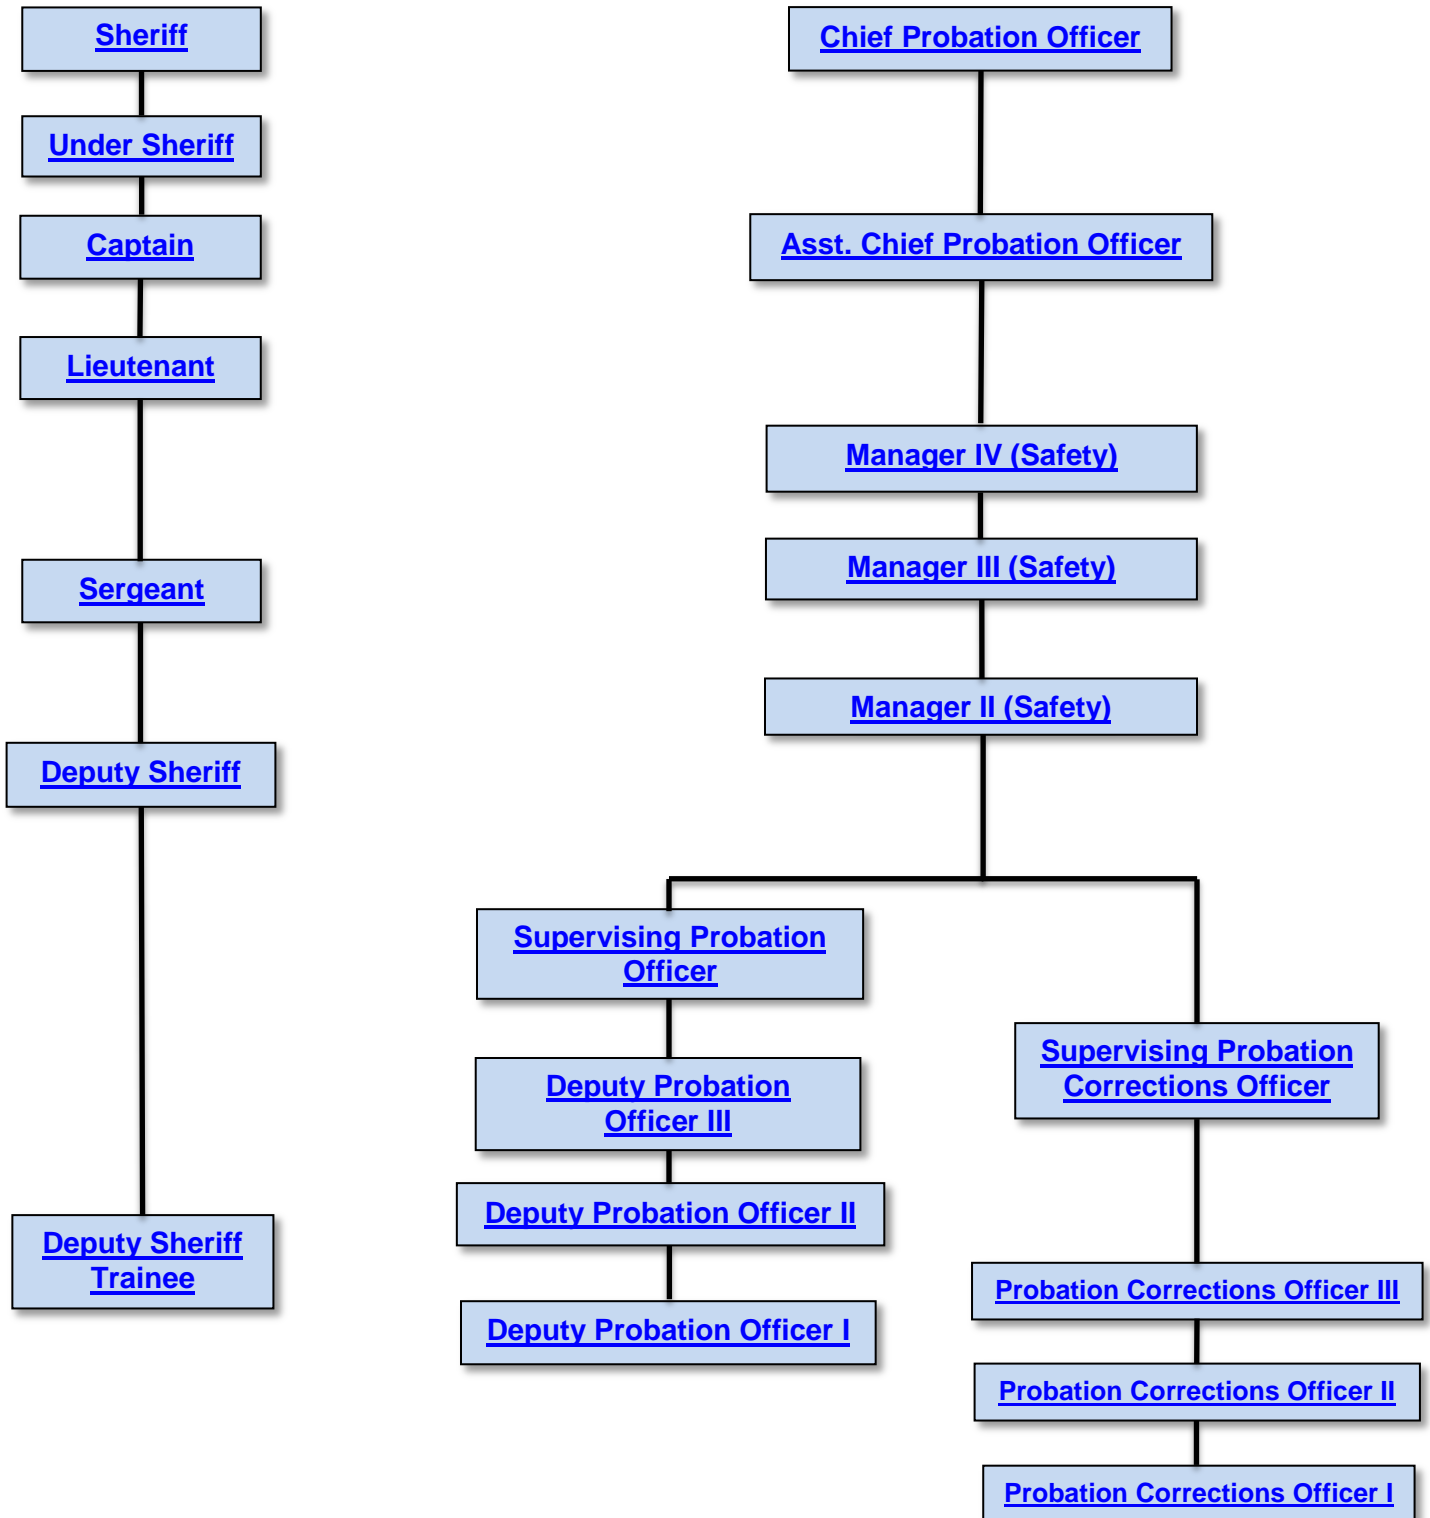 Sheriff
Under Sheriff
Captain
Lieutenant
Sergeant
Deputy Sheriff
Deputy Sheriff
Trainee
Chief Probation Officer
Asst. Chief Probation Officer
Manager IV (Safety)
Manager III (Safety)
Manager II (Safety)
Supervising Probation
Officer
Deputy Probation
Officer III
Deputy Probation Officer II
Deputy Probation Officer I
Supervising Probation
Corrections Officer
Probation Corrections Officer III
Probation Corrections Officer II
Probation Corrections Officer I